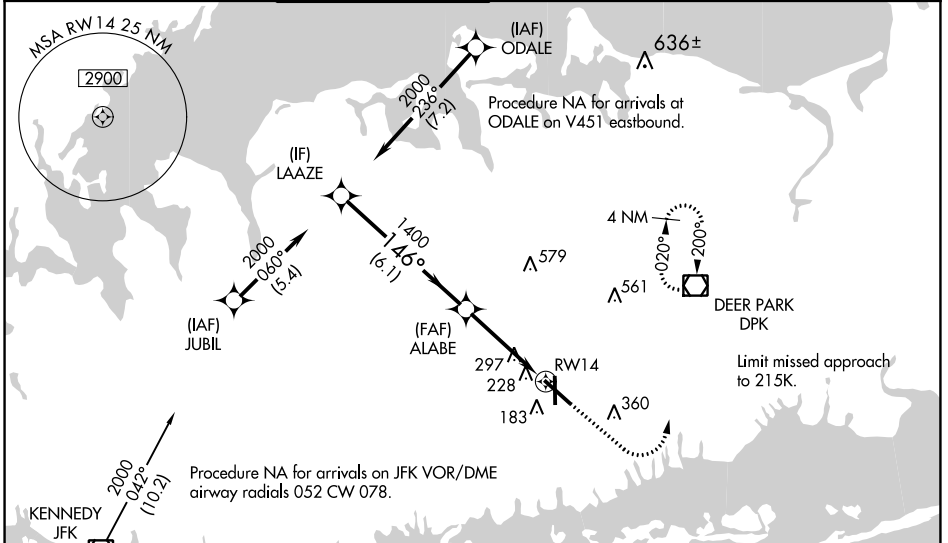 MSA RW14 25 NM
2900
(IAF)
ODALE
636±
2000
236°
(7.2)
Procedure NA for arrivals at
ODALE on V451 eastbound.
(IF)
LAAZE
1400
146°
(6.1)
4 NM
020°
200°
2000
060°
(5.4)
579
561
(IAF)
JUBIL
DEER PARK
DPK
(FAF)
ALABE
297
RW14
228
Limit missed approach
to 215K.
183
360
2000
042°
(10.2)
Procedure NA for arrivals on JFK VOR/DME
airway radials 052 CW 078.
KENNEDY
JFK